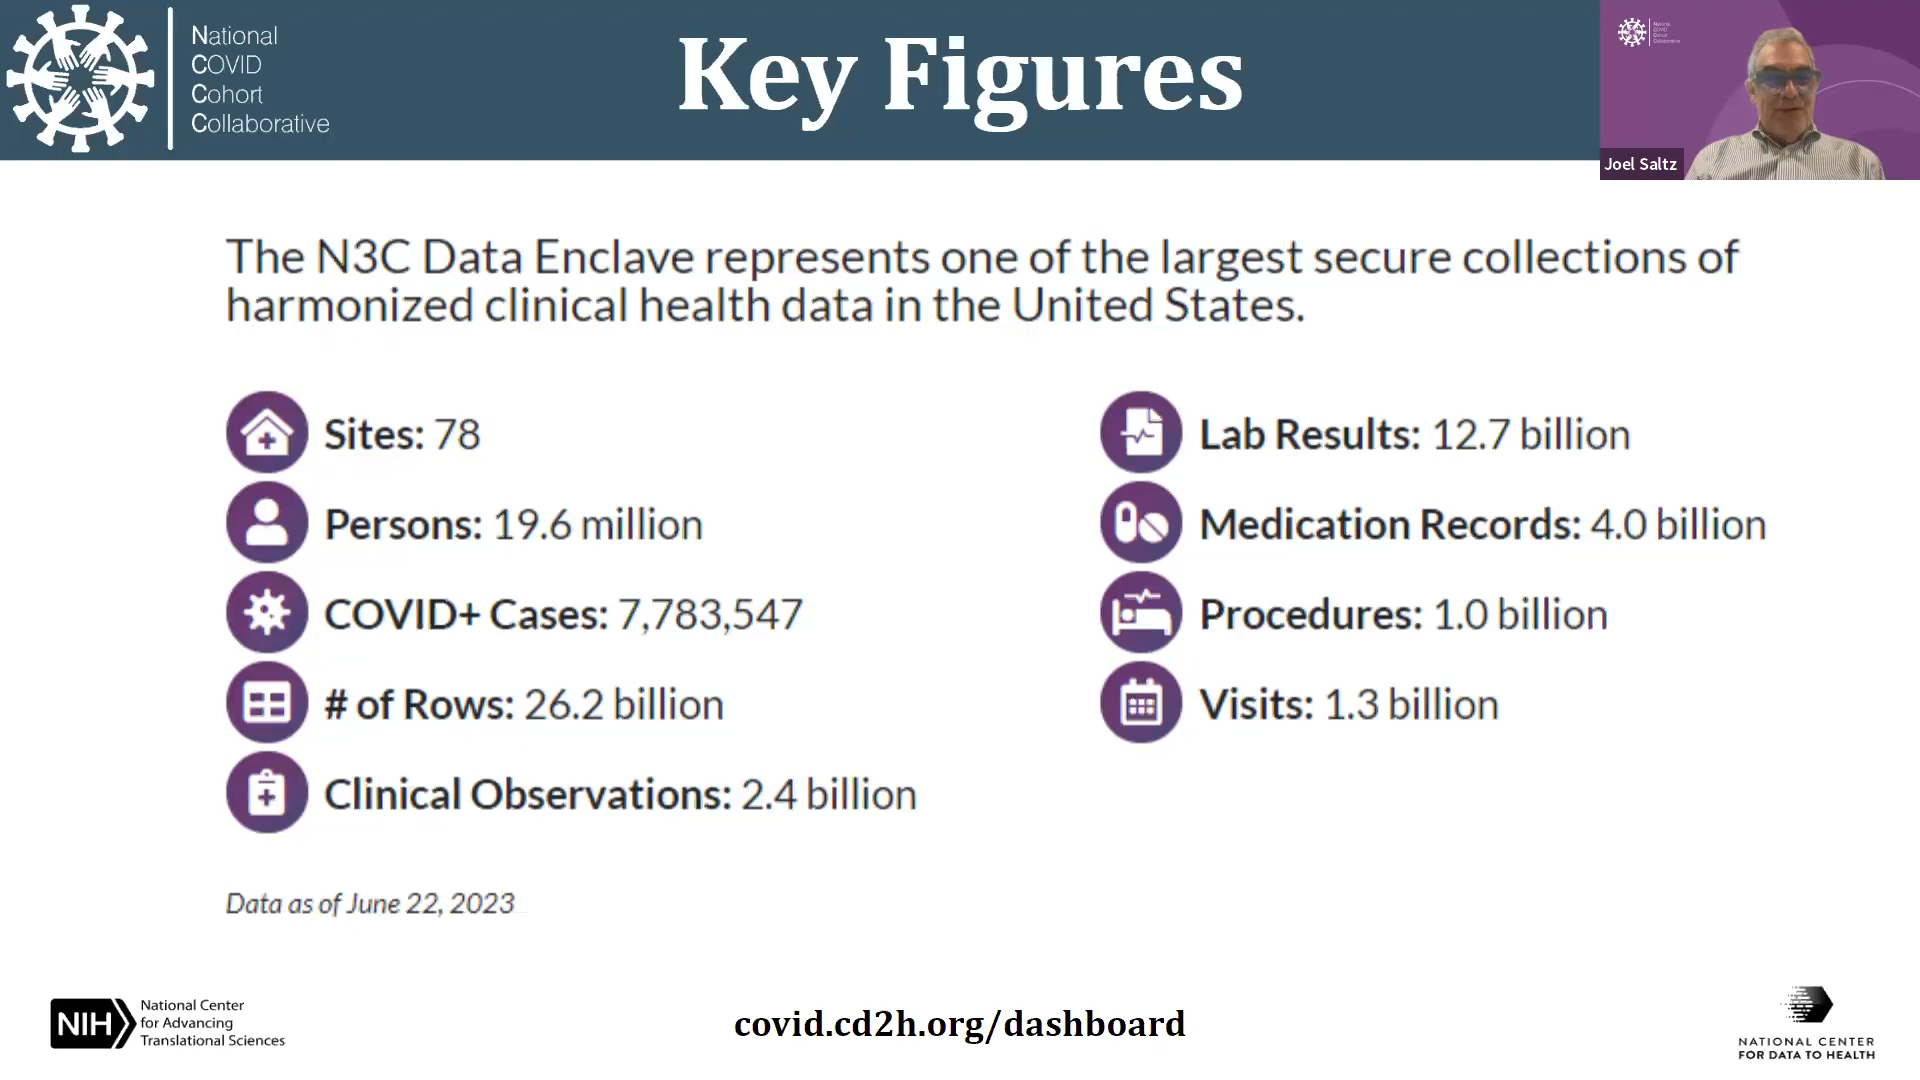 National
COVID
Cohort
Collaborative
Key Figures
Joel Saltz
The N3C Data Enclave represents one of the largest secure collections of
harmonized clinical health data in the United States.
Sites: 78
Persons: 19.6 million
COVID+ Cases: 7,783,547
# of Rows: 26.2 billion
Clinical Observations: 2.4 billion
Lab Results: 12.7 billion
Medication Records: 4.0 billion
Procedures: 1.0 billion
Visits: 1.3 billion
Data as of June 22, 2023
NIH
National Center
for Advancing
Translational Sciences
covid.cd2h.org/dashboard
NATIONAL CENTER
FOR DATA TO HEALTH